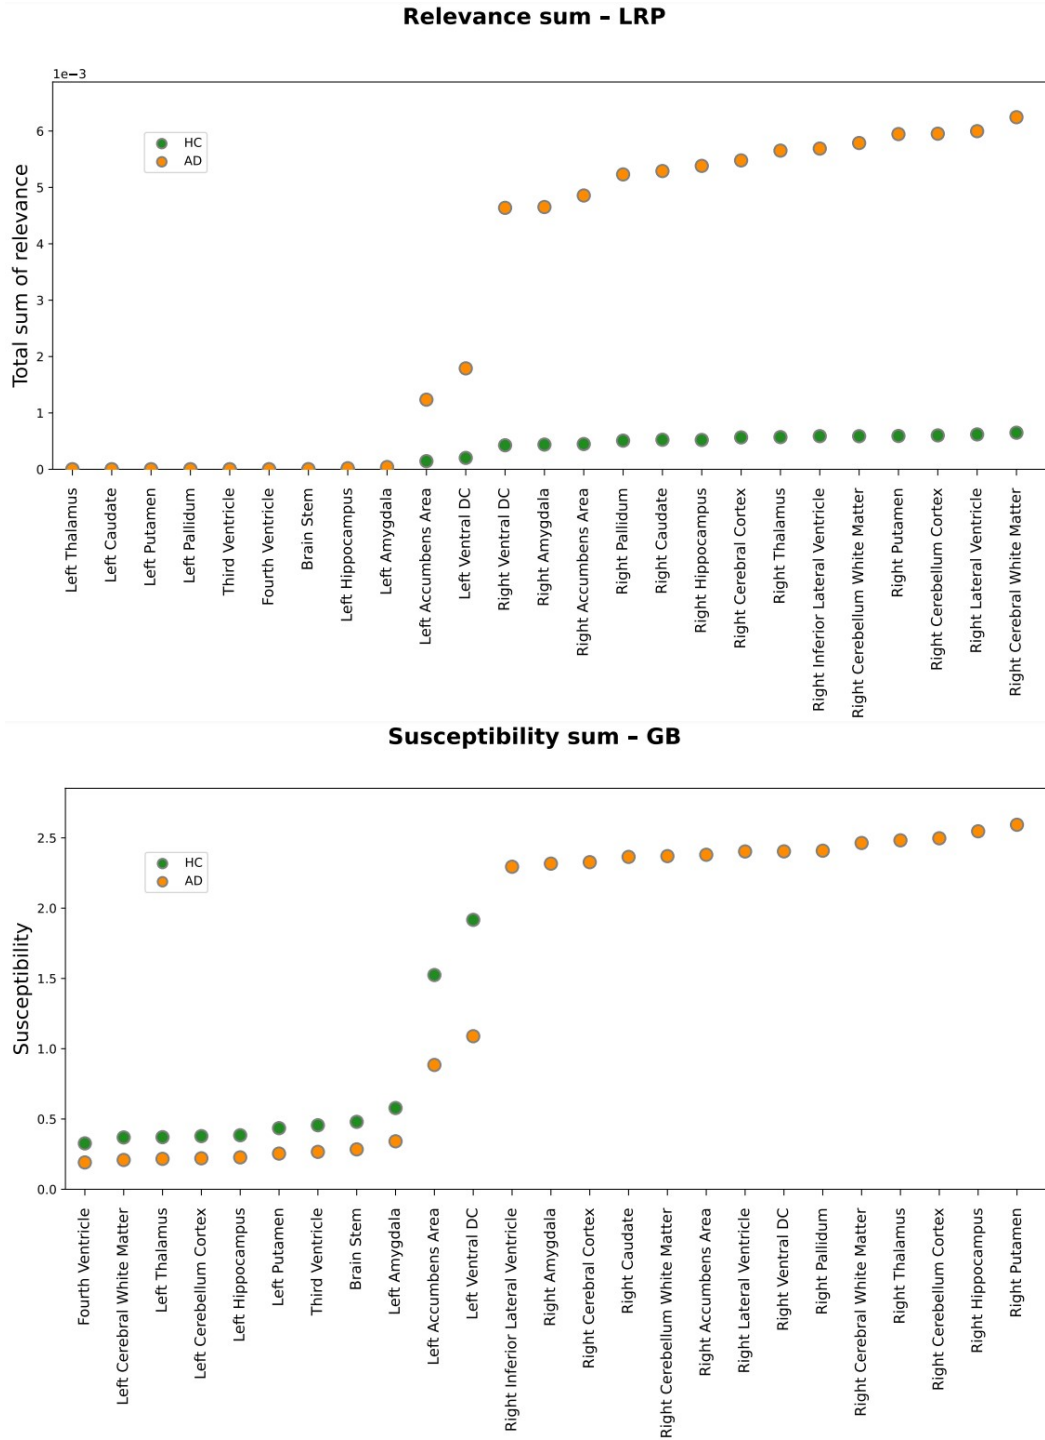 Relevance sum – LRP
1e−3
Total sum of relevance
6
5
4
3
2
1
0
HC
AD
Left Thalamus
Left Caudate
Left Putamen
Left Pallidum
Third Ventricle
Fourth Ventricle
Brain Stem
Left Hippocampus
Left Amygdala
Left Accumbens Area
Left Ventral DC
Right Ventral DC
Right Amygdala
Right Accumbens Area
Right Pallidum
Right Caudate
Right Hippocampus
Right Cerebral Cortex
Right Thalamus
Right Inferior Lateral Ventricle
Right Cerebellum White Matter
Right Putamen
Right Cerebellum Cortex
Right Lateral Ventricle
Right Cerebral White Matter
Susceptibility sum – GB
Susceptibility
2.5
2.0
1.5
1.0
0.5
0.0
HC
AD
Fourth Ventricle
Left Cerebral White Matter
Left Thalamus
Left Cerebellum Cortex
Left Hippocampus
Left Putamen
Third Ventricle
Brain Stem
Left Amygdala
Left Accumbens Area
Left Ventral DC
Right Inferior Lateral Ventricle
Right Amygdala
Right Cerebral Cortex
Right Caudate
Right Cerebellum White Matter
Right Accumbens Area
Right Lateral Ventricle
Right Ventral DC
Right Pallidum
Right Cerebral White Matter
Right Thalamus
Right Cerebellum Cortex
Right Hippocampus
Right Putamen